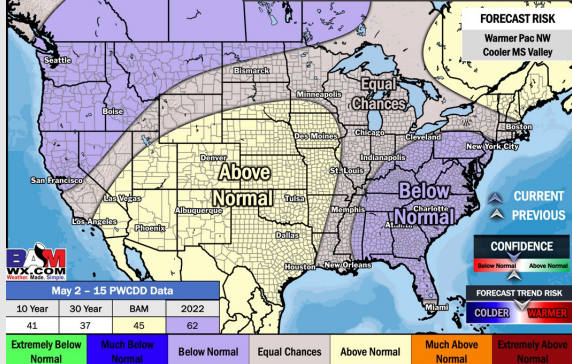 FORECAST RISK
Warmer Pac NW
Cooler MS Valley
Seattle
Bismarck
Minneapolis
Equal
Chances
Boise
Boston
Des Moines
Chicago
Cleveland
New York City
Denver
Above
Normal
Indianapolis
St. Louis
San Francisco
Las Vegas
Tulsa
Below
Normal
Charlotte
CURRENT
PREVIOUS
Los Angeles
Albuquerque
Memphis
Atlanta
Phoenix
Dallas
CONFIDENCE
Below Normal
Above Normal
Houston
New Orleans
BAM
WX.COM
Weather. Made. Simple.
FORECAST TREND RISK
COLDER
WARMER
Miami
May 2 – 15 PWCDD Data
10 Year 30 Year BAM 2022
41 37 45 62
Extremely Below
Normal
Much Below
Normal
Below Normal
Equal Chances
Above Normal
Much Above
Normal
Extremely Above
Normal